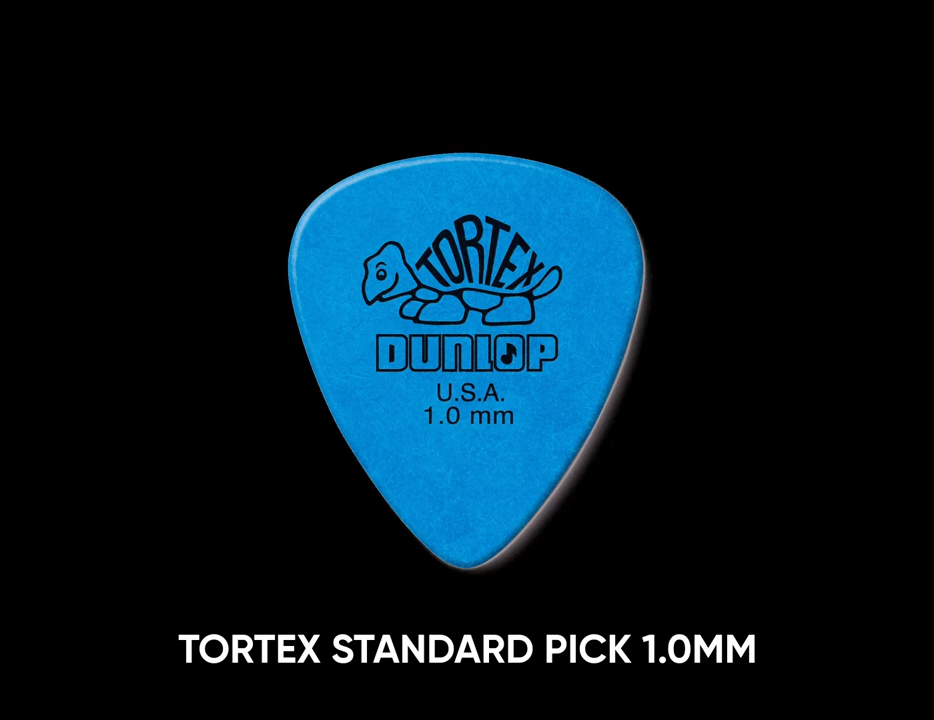 TORTEX
DUNLOP
U.S.A.
1.0 mm
TORTEX STANDARD PICK 1.0MM